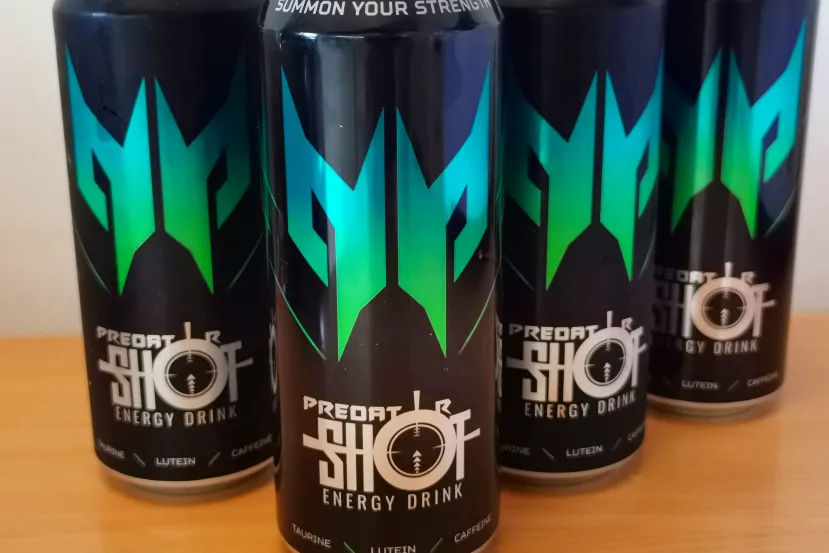 SUMMON YOUR STRENGTH
PREDATOR
SHOT
ENERGY DRINK
TAURINE LUTEIN CAFFEINE
PREDATOR
SHOT
ENERGY DRINK
TAURINE LUTEIN CAFFEINE
PREDATOR
SHOT
ENERGY DRINK
TAURINE LUTEIN CAFFEINE
PREDATOR
SHOT
ENERGY DRINK
LUTEIN CAFFEINE